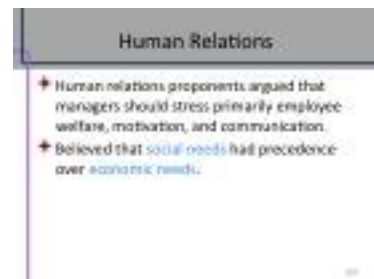 Human Relations
Human relations proponents argued that
managers should stress primarily employee
welfare, motivation, and communication.
Believed that social needs had precedence
over economic needs.